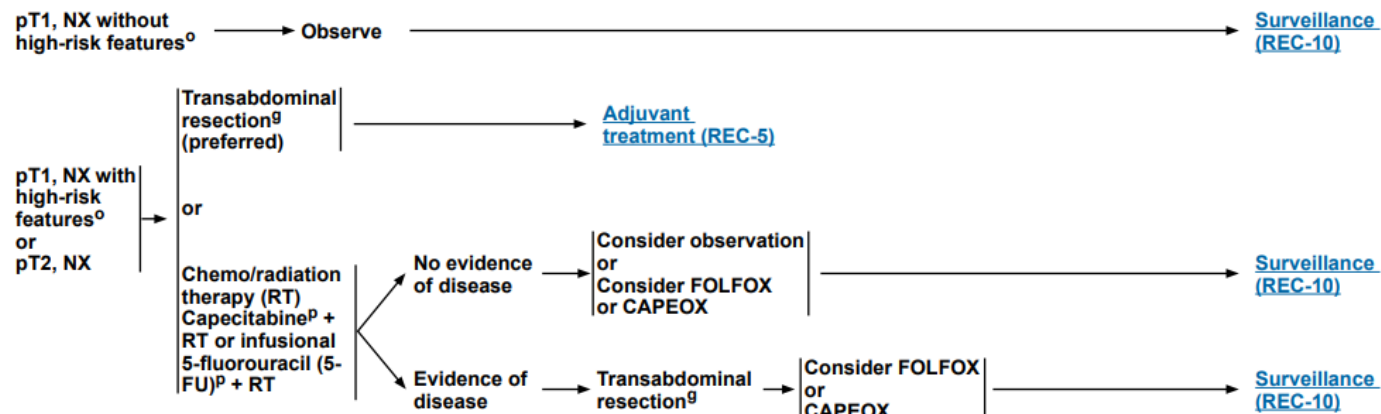 pT1, NX without
high-risk featuresᵒ
Observe
Surveillance
(REC-10)
Transabdominal
resectionᵍ
(preferred)
Adjuvant
treatment (REC-5)
pT1, NX with
high-risk
featuresᵒ
or
pT2, NX
or
Chemo/radiation
therapy (RT)
Capecitabineᵖ +
RT or infusional
5-fluorouracil (5-
FU)ᵖ + RT
No evidence
of disease
Consider observation
or
Consider FOLFOX
or CAPEOX
Surveillance
(REC-10)
Evidence of
disease
Transabdominal
resectionᵍ
Consider FOLFOX
or
CAPEOX
Surveillance
(REC-10)